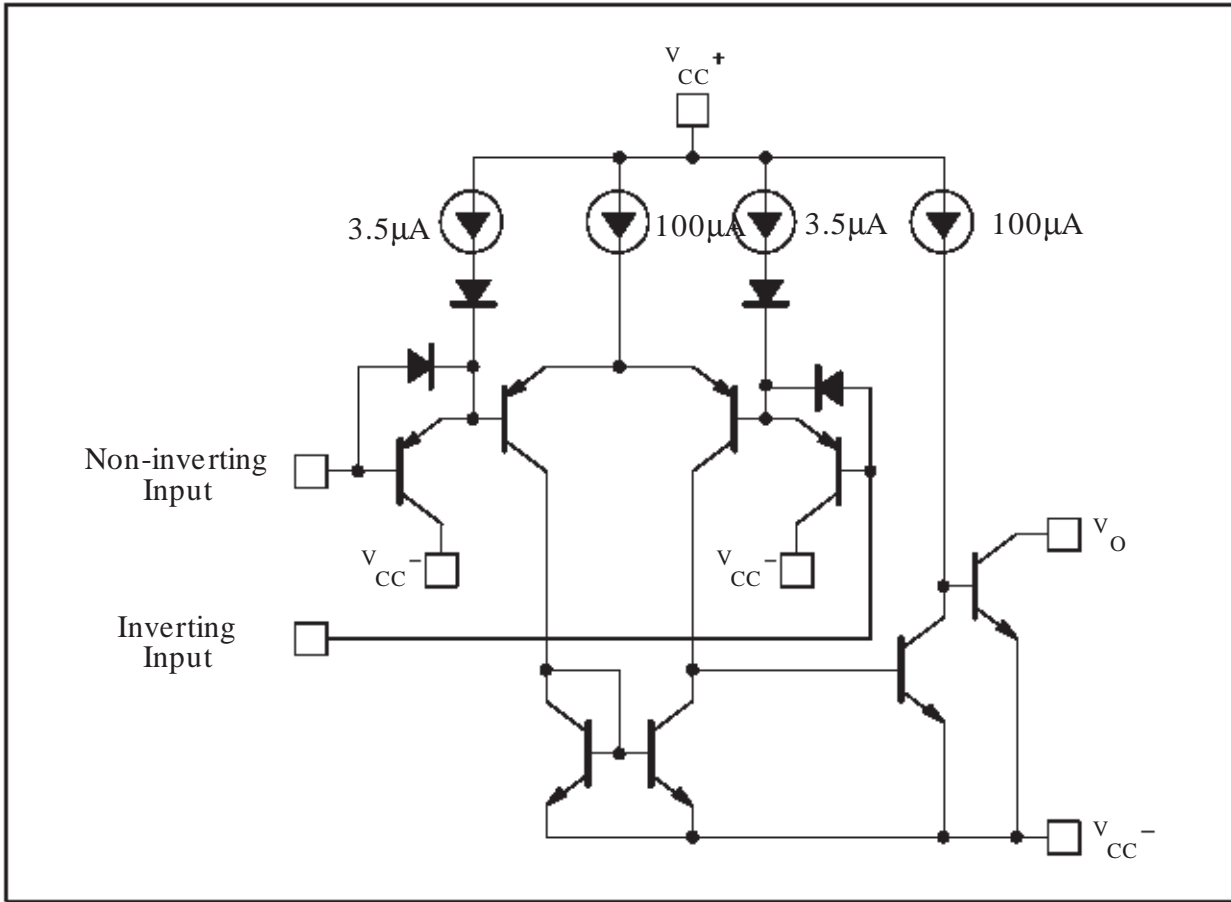 VCC+
3.5μA
100μA
3.5μA
100μA
Non-inverting
Input
VCC−
VCC−
VO
Inverting
Input
VCC−